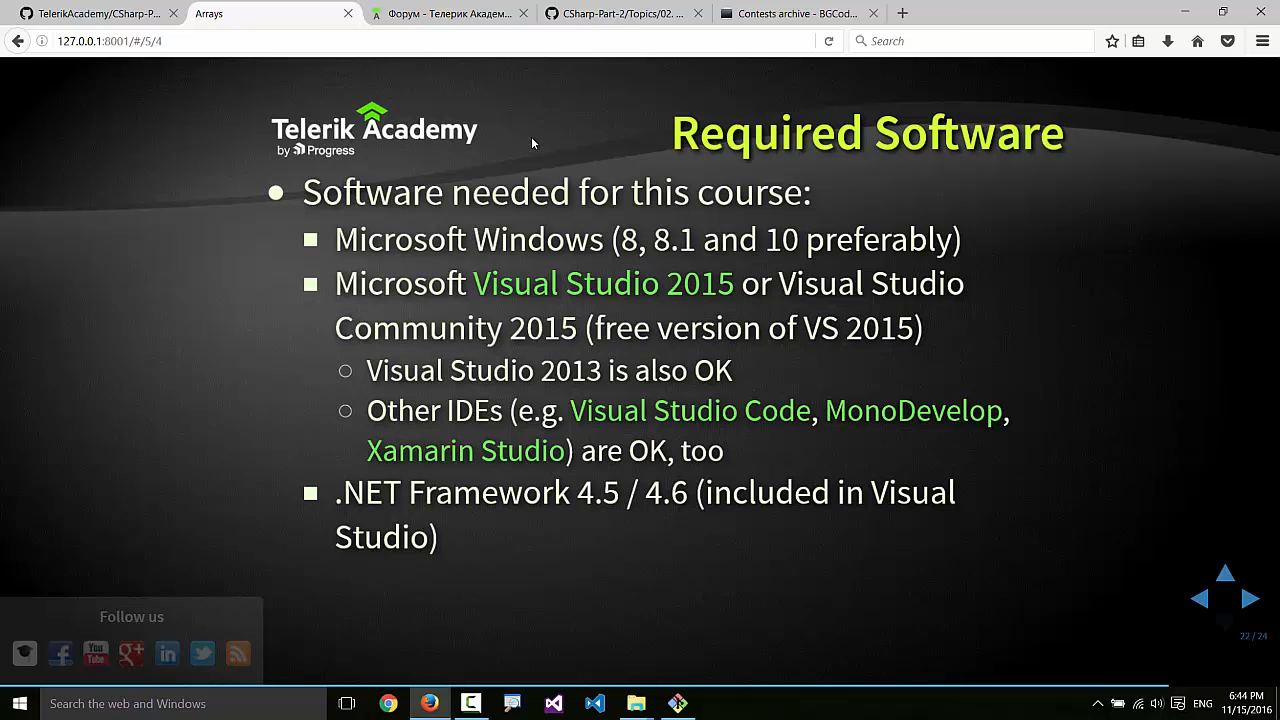 TelerikAcademy/CSharp-P...
Arrays
Форум - Телерик Академ...
CSharp-Part-2/Topics/02. ...
Contests archive - BGCod...
127.0.0.1:8001/#/5/4
Search
Telerik Academy
by Progress
Required Software
Software needed for this course:
Microsoft Windows (8, 8.1 and 10 preferably)
Microsoft Visual Studio 2015 or Visual Studio
Community 2015 (free version of VS 2015)
Visual Studio 2013 is also OK
Other IDEs (e.g. Visual Studio Code, MonoDevelop,
Xamarin Studio) are OK, too
.NET Framework 4.5 / 4.6 (included in Visual
Studio)
Follow us
You Tube
22 / 24
Search the web and Windows
ENG
6:44 PM
11/15/2016